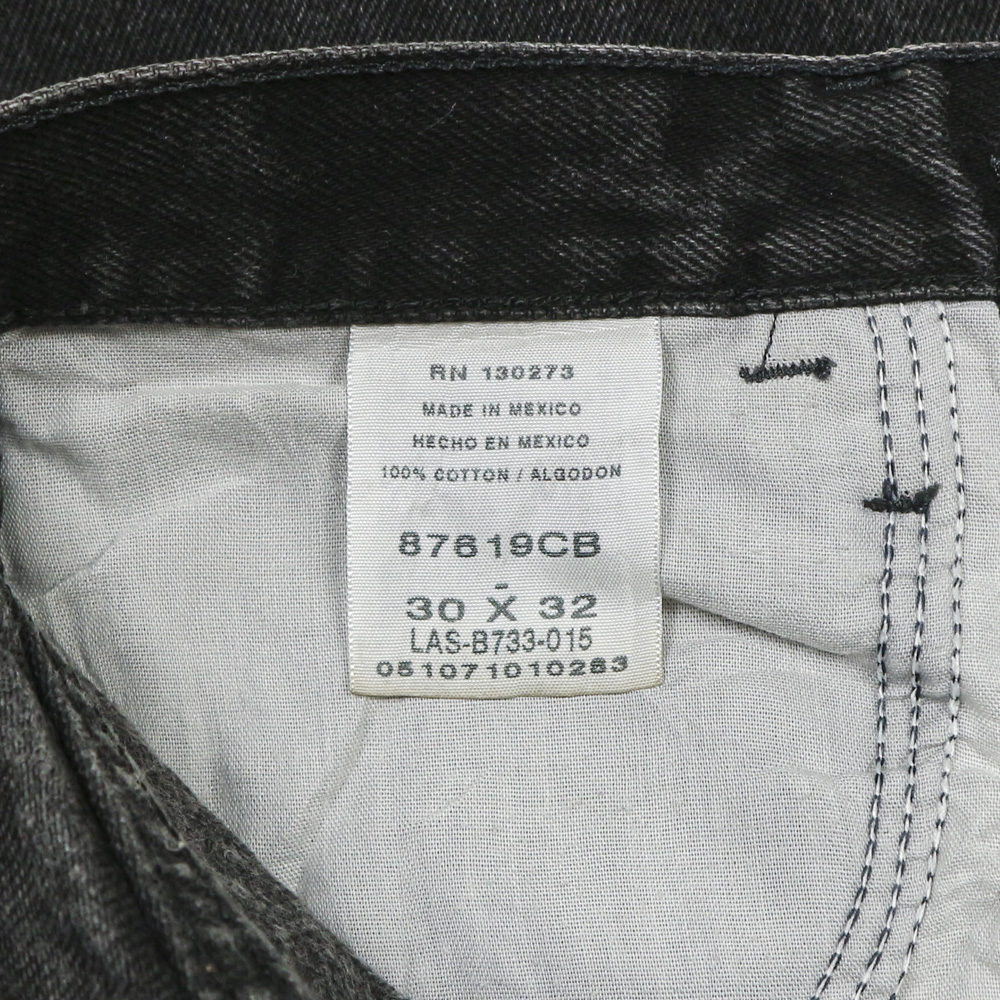 RN 130273
MADE IN MEXICO
HECHO EN MEXICO
100% COTTON / ALGODON
87619CB
-
30 X 32
LAS-B733-015
051071010283